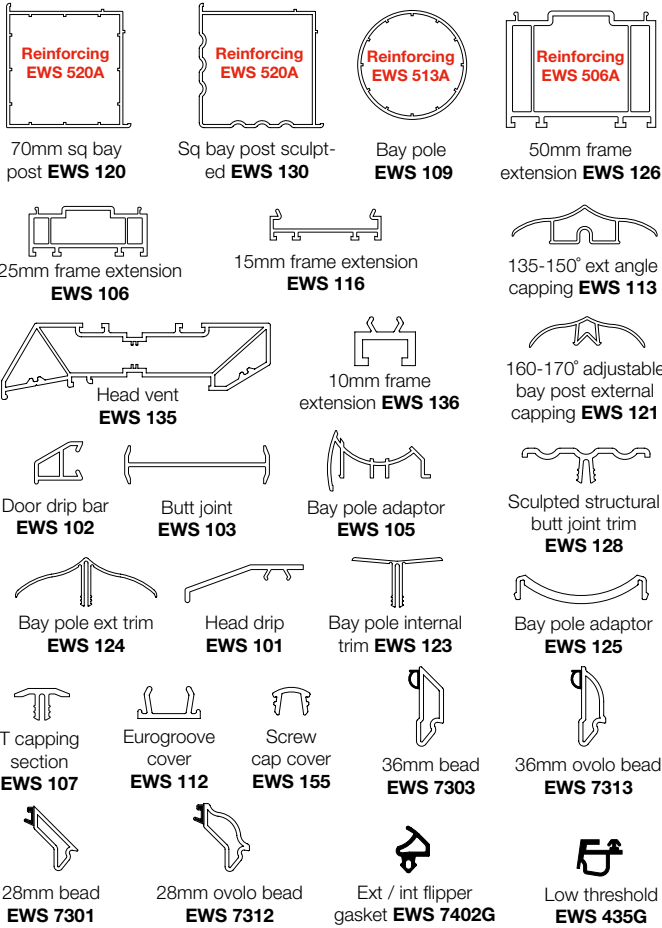 Reinforcing
EWS 520A
Reinforcing
EWS 520A
Reinforcing
EWS 513A
Reinforcing
EWS 506A
70mm sq bay
post EWS 120
Sq bay post sculpt-
ed EWS 130
Bay pole
EWS 109
50mm frame
extension EWS 126
25mm frame extension
EWS 106
15mm frame extension
EWS 116
135-150° ext angle
capping EWS 113
Head vent
EWS 135
10mm frame
extension EWS 136
160-170° adjustable
bay post external
capping EWS 121
Door drip bar
EWS 102
Butt joint
EWS 103
Bay pole adaptor
EWS 105
Sculpted structural
butt joint trim
EWS 128
Bay pole ext trim
EWS 124
Head drip
EWS 101
Bay pole internal
trim EWS 123
Bay pole adaptor
EWS 125
T capping
section
EWS 107
Eurogroove
cover
EWS 112
Screw
cap cover
EWS 155
36mm bead
EWS 7303
36mm ovolo bead
EWS 7313
28mm bead
EWS 7301
28mm ovolo bead
EWS 7312
Ext / int flipper
gasket EWS 7402G
Low threshold
EWS 435G